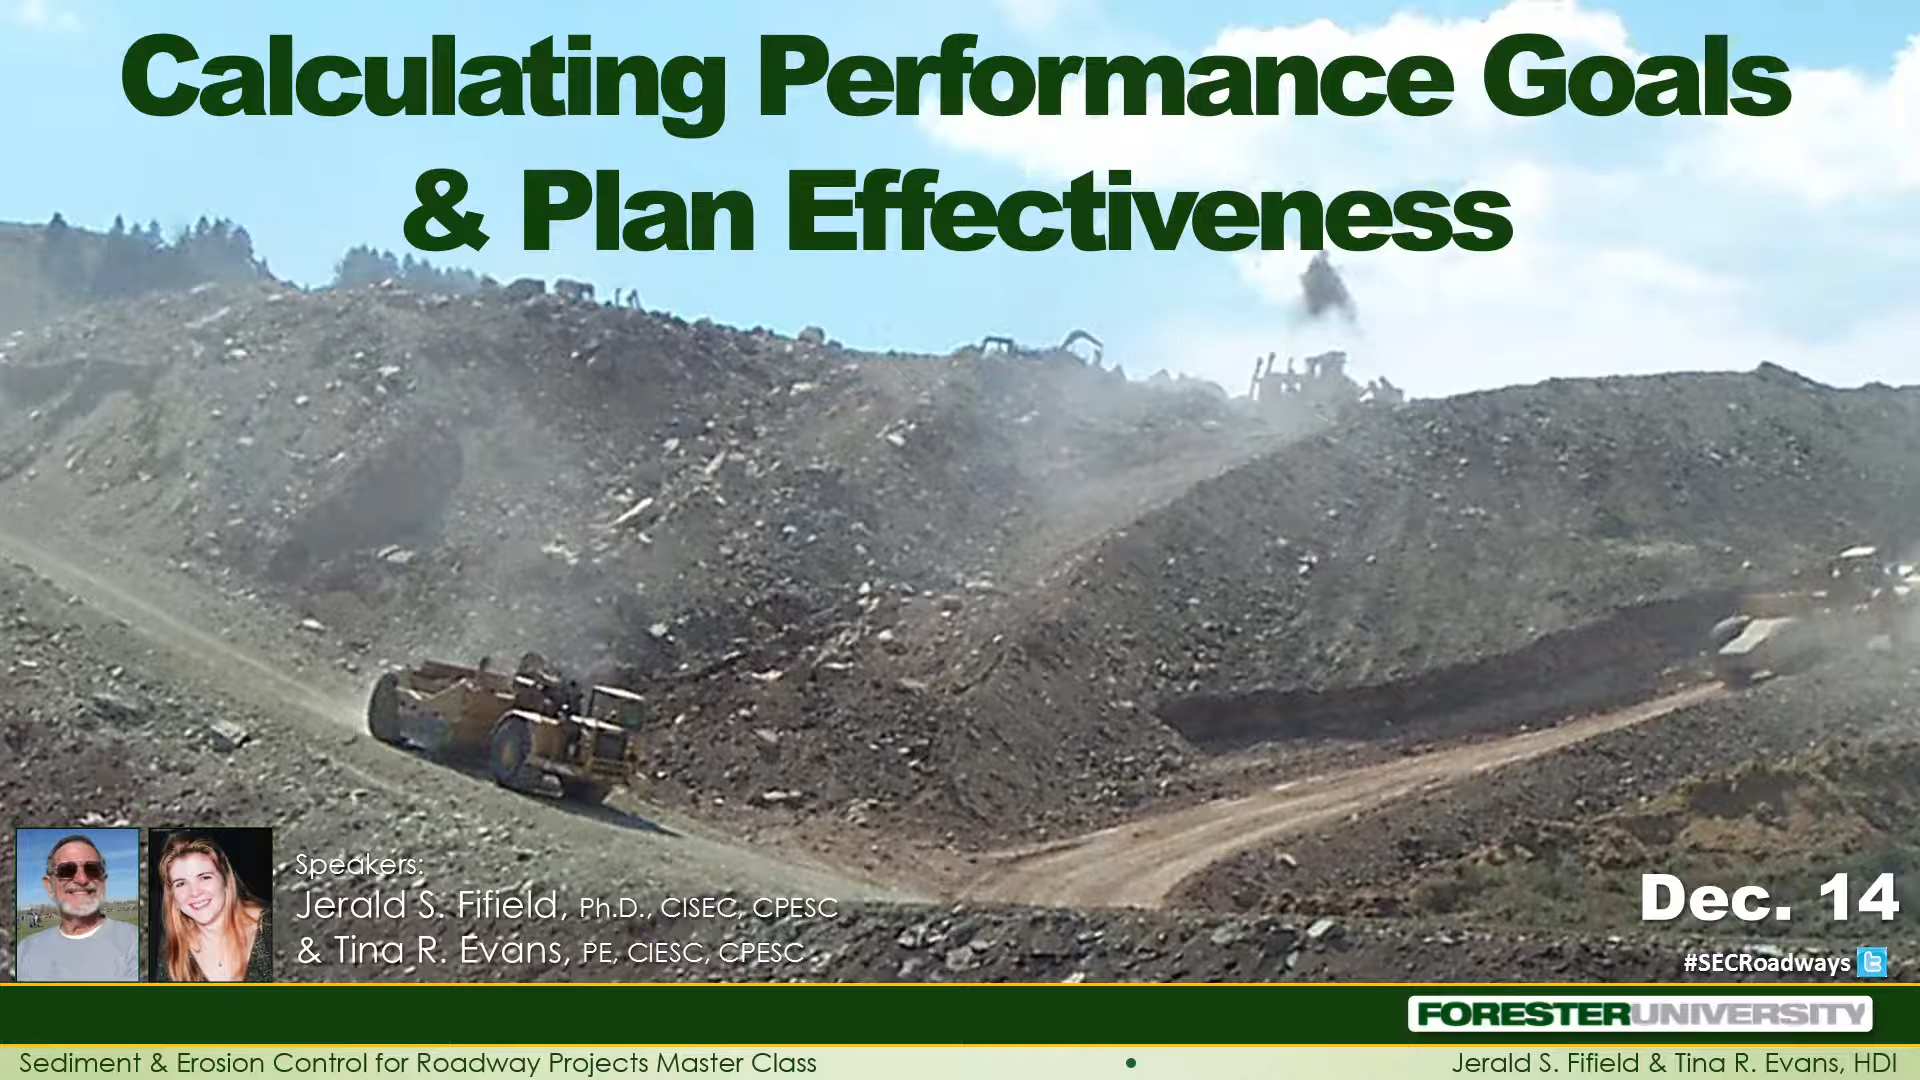 Calculating Performance Goals
& Plan Effectiveness
Speakers:
Jerald S. Fifield, Ph.D., CISEC, CPESC
& Tina R. Evans, PE, CIESC, CPESC
Dec. 14
#SECRoadways
FORESTERUNIVERSITY
Sediment & Erosion Control for Roadway Projects Master Class • Jerald S. Fifield & Tina R. Evans, HDI